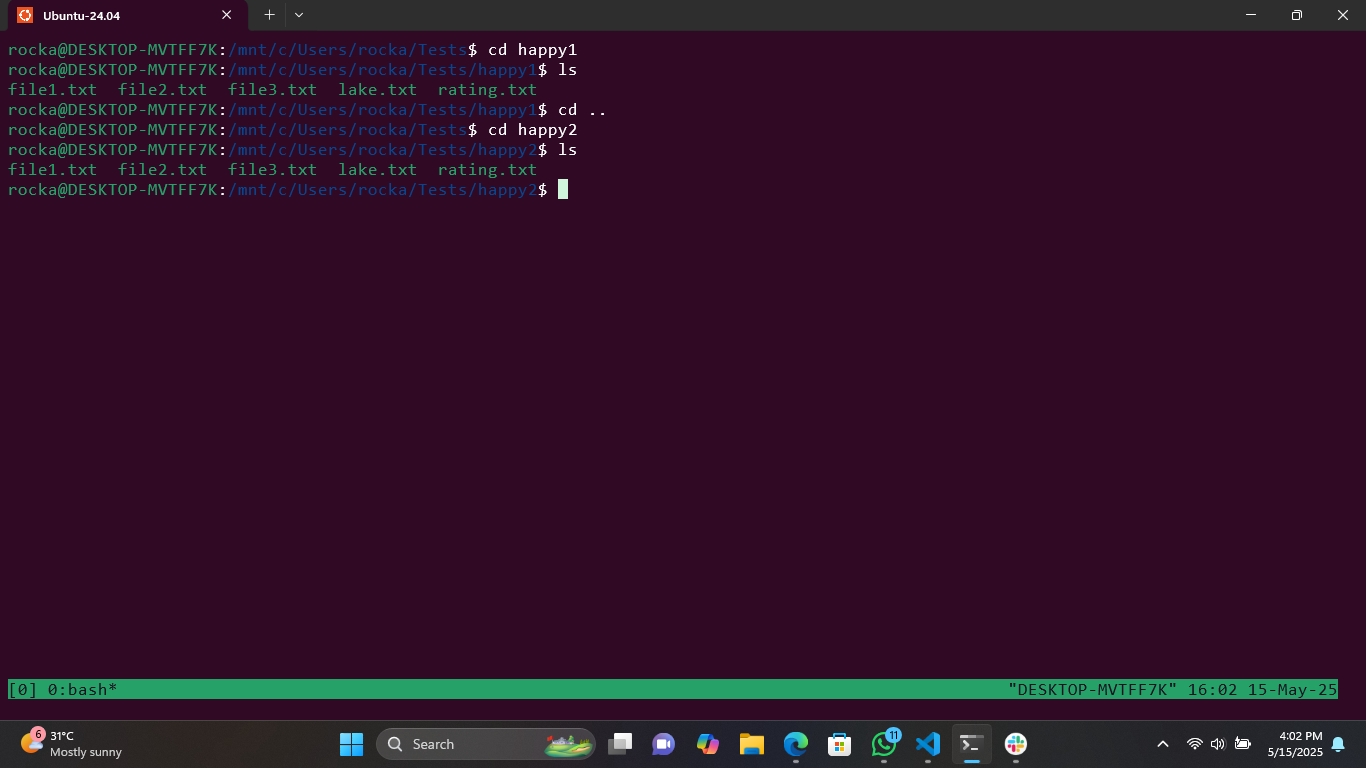 Ubuntu-24.04
rocka@DESKTOP-MVTFF7K:/mnt/c/Users/rocka/Tests$ cd happy1
rocka@DESKTOP-MVTFF7K:/mnt/c/Users/rocka/Tests/happy1$ ls
file1.txt  file2.txt  file3.txt  lake.txt  rating.txt
rocka@DESKTOP-MVTFF7K:/mnt/c/Users/rocka/Tests/happy1$ cd ..
rocka@DESKTOP-MVTFF7K:/mnt/c/Users/rocka/Tests$ cd happy2
rocka@DESKTOP-MVTFF7K:/mnt/c/Users/rocka/Tests/happy2$ ls
file1.txt  file2.txt  file3.txt  lake.txt  rating.txt
rocka@DESKTOP-MVTFF7K:/mnt/c/Users/rocka/Tests/happy2$
[0] 0:bash* "DESKTOP-MVTFF7K" 16:02 15-May-25
6 31°C
Mostly sunny
Search
11
4:02 PM
5/15/2025